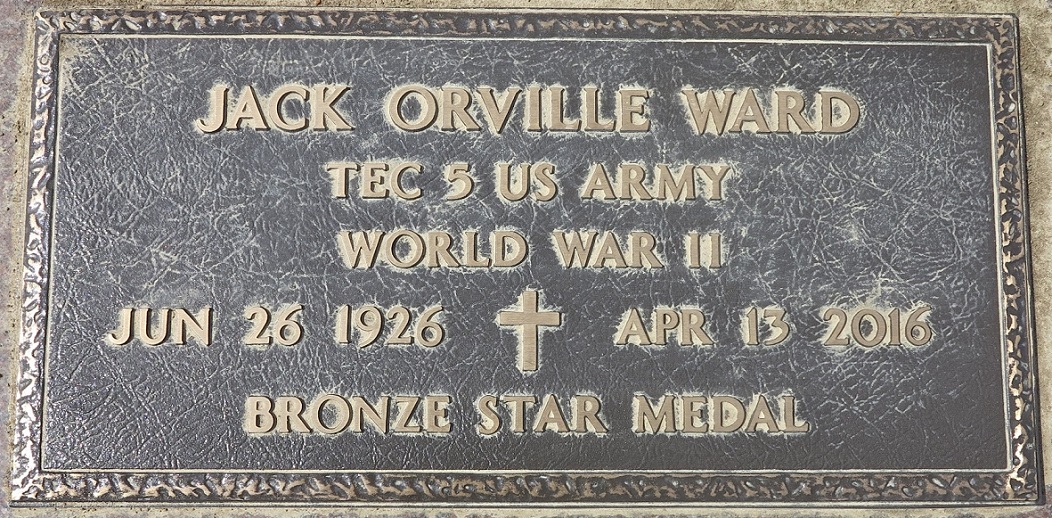 JACK ORVILLE WARD
TEC 5 US ARMY
WORLD WAR II
JUN 26 1926 APR 13 2016
BRONZE STAR MEDAL